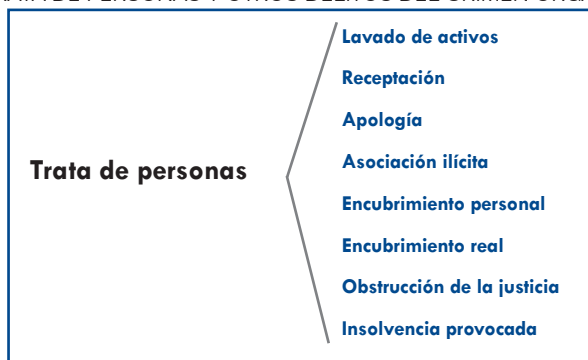 Trata de personas
Lavado de activos
Receptación
Apología
Asociación ilícita
Encubrimiento personal
Encubrimiento real
Obstrucción de la justicia
Insolvencia provocada